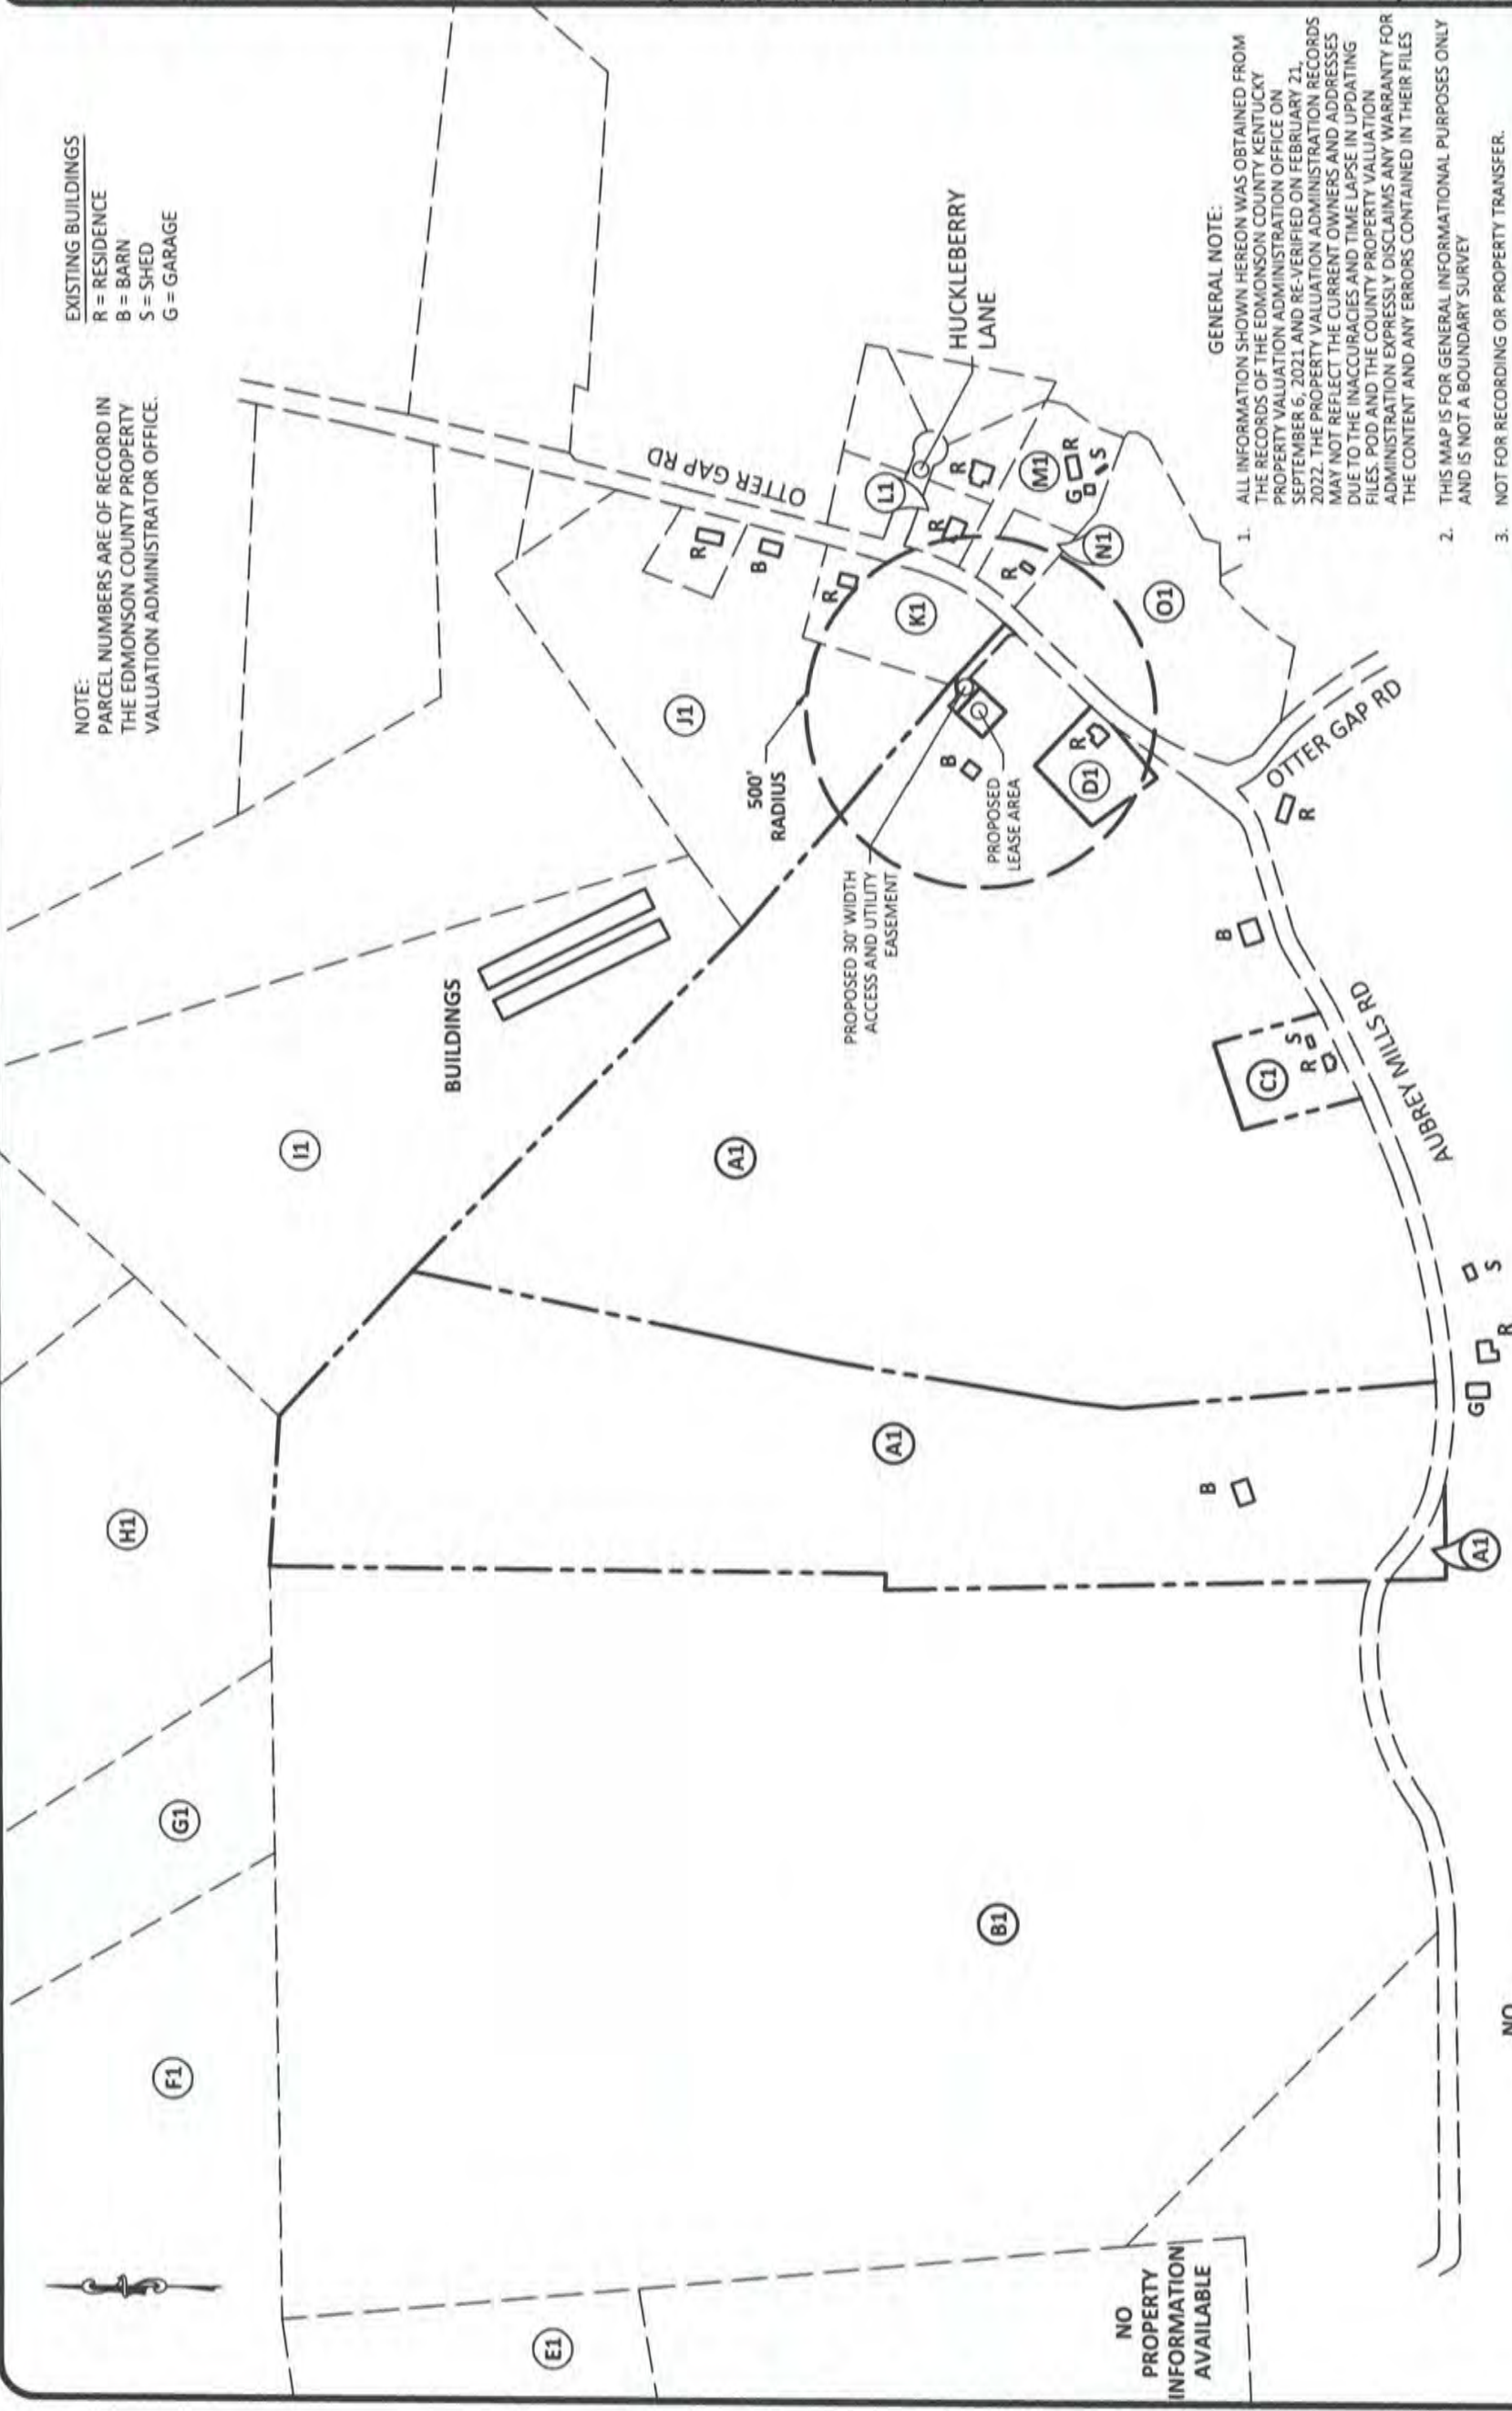 EXISTING BUILDINGS
R = RESIDENCE
B = BARN
S = SHED
G = GARAGE
NOTE:
PARCEL NUMBERS ARE OF RECORD IN
THE EDMONSON COUNTY PROPERTY
VALUATION ADMINISTRATOR OFFICE.
F1
G1
H1
I1
BUILDINGS
J1
R
B
OTTER GAP RD
500'
RADIUS
R
K1
L1
HUCKLEBERRY
LANE
R
R
M1
G
R
S
R
N1
O1
PROPOSED 30' WIDTH
ACCESS AND UTILITY
EASEMENT
B
PROPOSED
LEASE AREA
R
D1
OTTER GAP RD
R
E1
B1
A1
A1
B
B
C1
R
S
AUBREY MILLS RD
A1
G
R
S
NO
PROPERTY
INFORMATION
AVAILABLE
NO
GENERAL NOTE:
1. ALL INFORMATION SHOWN HEREON WAS OBTAINED FROM
THE RECORDS OF THE EDMONSON COUNTY KENTUCKY
PROPERTY VALUATION ADMINISTRATION OFFICE ON
SEPTEMBER 6, 2021 AND RE-VERIFIED ON FEBRUARY 21,
2022. THE PROPERTY VALUATION ADMINISTRATION RECORDS
MAY NOT REFLECT THE CURRENT OWNERS AND ADDRESSES
DUE TO THE INACCURACIES AND TIME LAPSE IN UPDATING
FILES. POD AND THE COUNTY PROPERTY VALUATION
ADMINISTRATION EXPRESSLY DISCLAIMS ANY WARRANTY FOR
THE CONTENT AND ANY ERRORS CONTAINED IN THEIR FILES
2. THIS MAP IS FOR GENERAL INFORMATIONAL PURPOSES ONLY
AND IS NOT A BOUNDARY SURVEY
3. NOT FOR RECORDING OR PROPERTY TRANSFER.